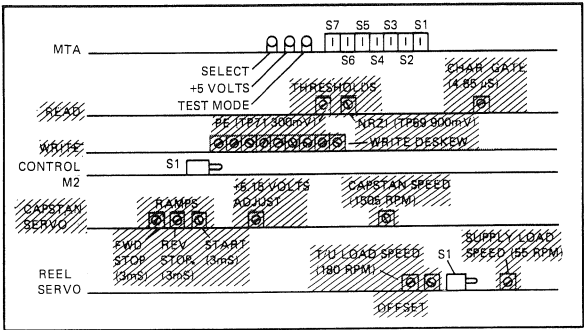 S7 S5 S3 S1
MTA
S6 S4 S2
SELECT
+5 VOLTS
TEST MODE
THRESHOLDS
CHAR GATE
(4.85 µS)
READ
PE (TP71 300mV)
NRZI (TP69 900mV)
WRITE
WRITE DESKEW
CONTROL
M2
S1
+5.15 VOLTS
ADJUST
CAPSTAN SPEED
(150s RPM)
CAPSTAN
SERVO
RAMPS
FWD
STOP
(3mS)
REV
STOP
(3mS)
START
(3mS)
T/U LOAD SPEED
(180 RPM)
S1
SUPPLY LOAD
SPEED (55 RPM)
REEL
SERVO
OFFSET